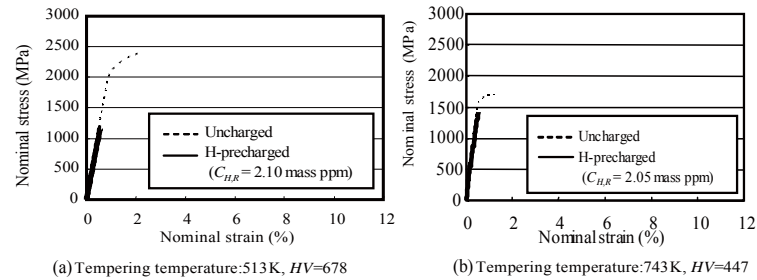 3000
2500
2000
1500
1000
500
0
Nominal stress (MPa)
Uncharged
H-precharged
(C_{H,R} = 2.10 mass ppm)
0 2 4 6 8 10 12
Nominal strain (%)
(a) Tempering temperature:513K, HV=678
3000
2500
2000
1500
1000
500
0
Nominal stress (MPa)
Uncharged
H-precharged
(C_{H,R} = 2.05 mass ppm)
0 2 4 6 8 10 12
Nominal strain (%)
(b) Tempering temperature:743K, HV=447